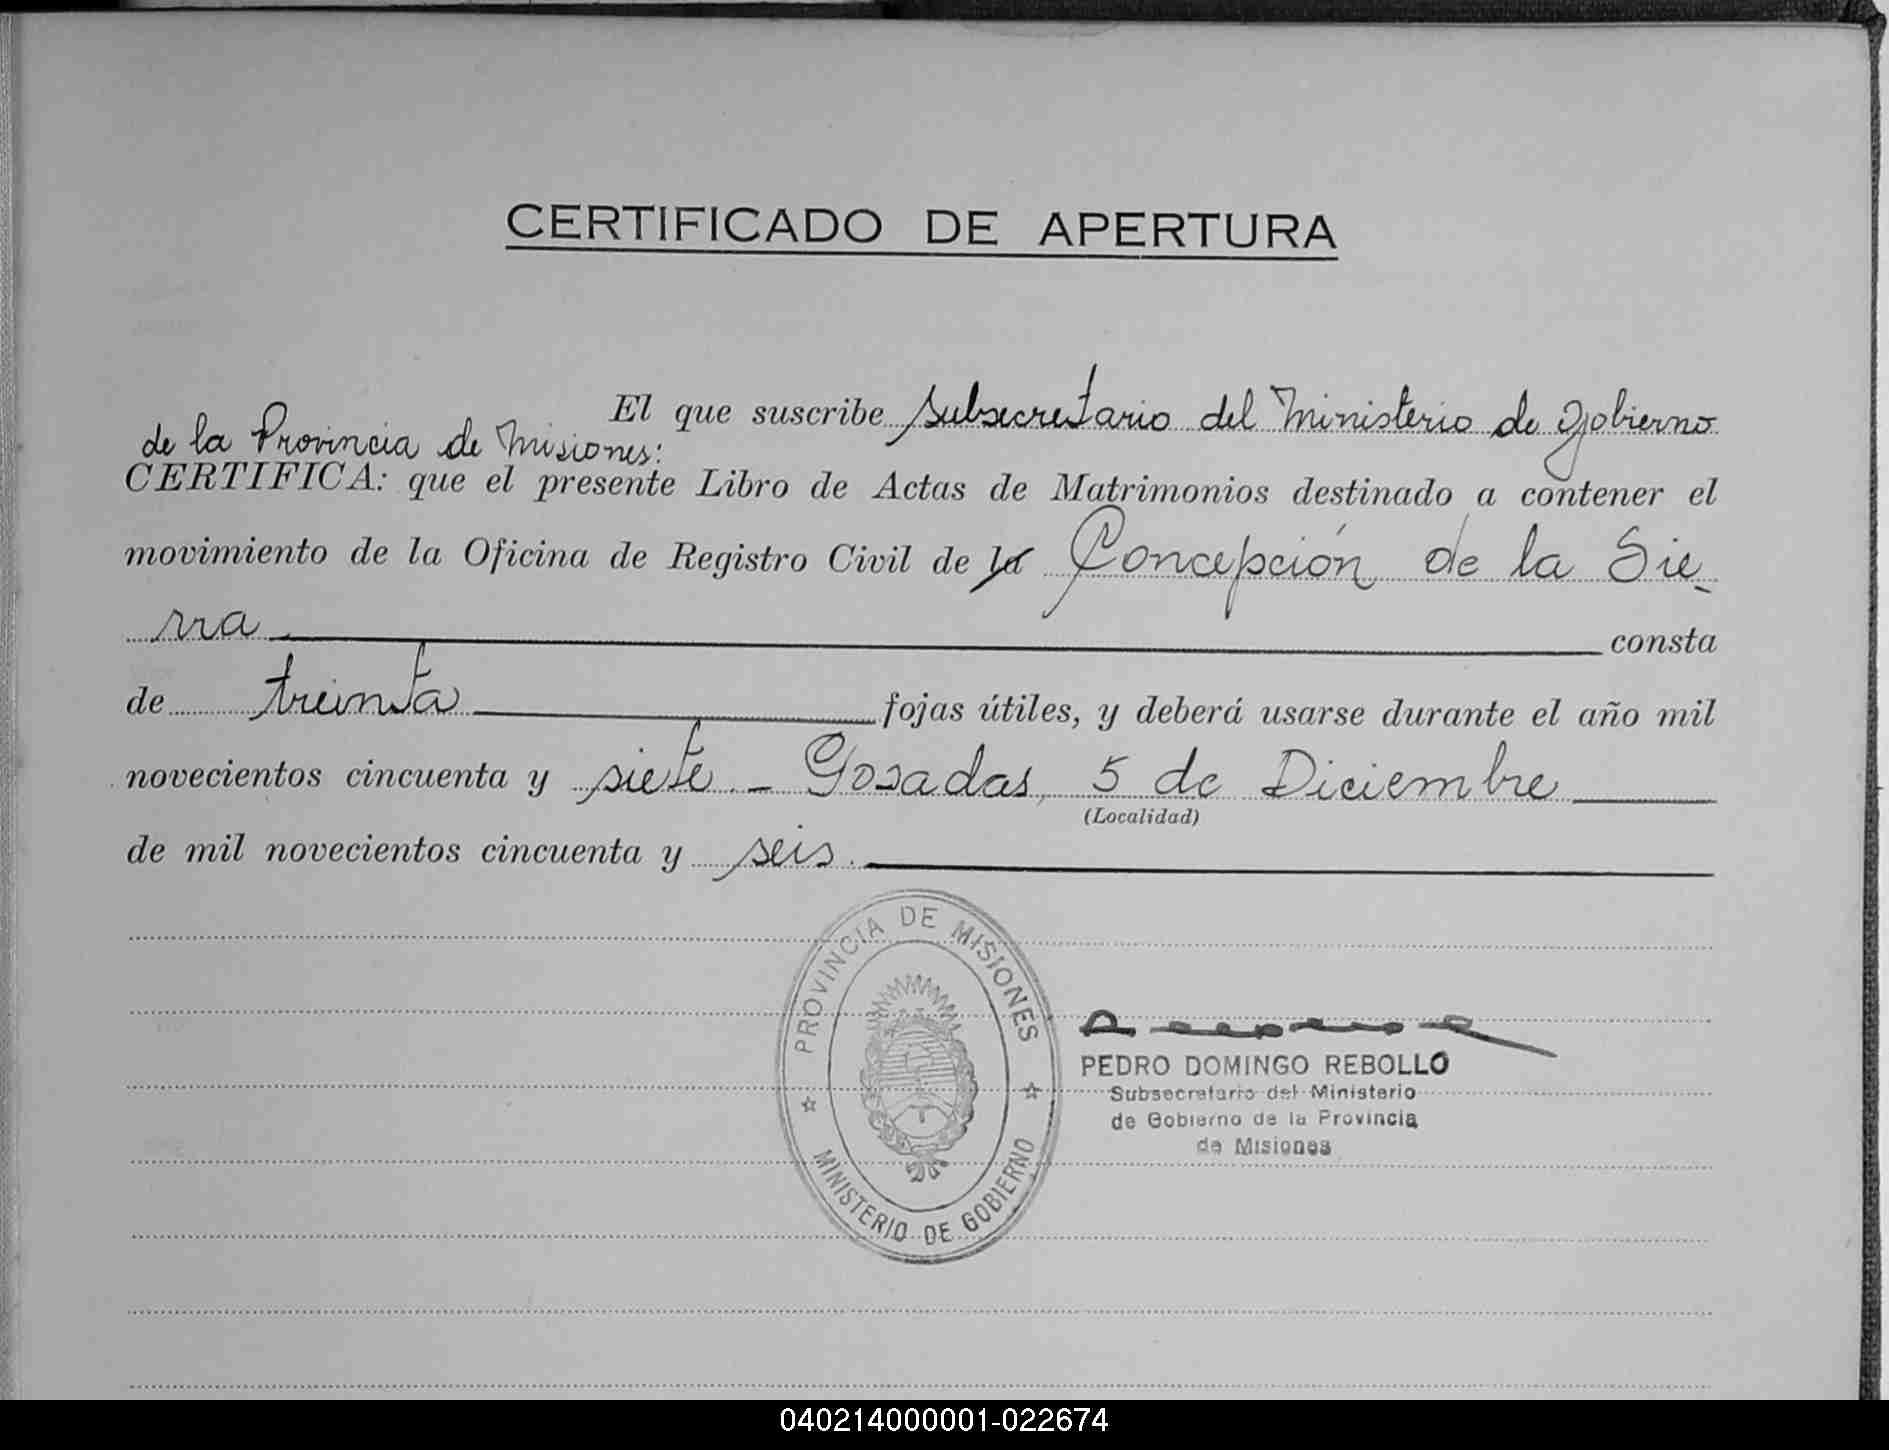 CERTIFICADO DE APERTURA
El que suscribe subsecretario del Ministerio de Gobierno
de la Provincia de Misiones:
CERTIFICA: que el presente Libro de Actas de Matrimonios destinado a contener el
movimiento de la Oficina de Registro Civil de la Concepción de la Sie-
rra. consta
de treinta fojas útiles, y deberá usarse durante el año mil
novecientos cincuenta y siete.- Posadas, 5 de Diciembre
(Localidad)
de mil novecientos cincuenta y seis.
PROVINCIA DE MISIONES
MINISTERIO DE GOBIERNO
PEDRO DOMINGO REBOLLO
Subsecretario del Ministerio
de Gobierno de la Provincia
de Misiones
040214000001-022674